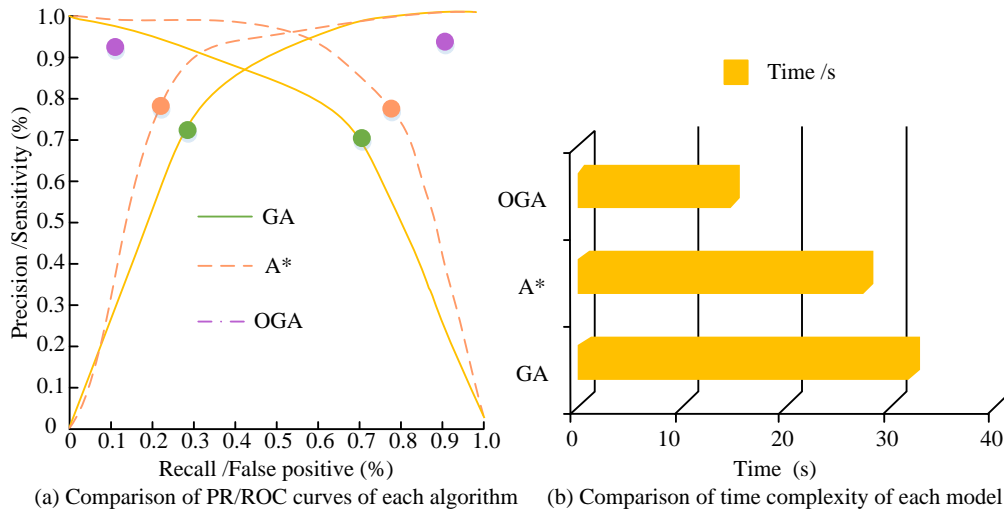 1.0
0.9
0.8
0.7
0.6
0.5
0.4
0.3
0.2
0.1
0
Precision /Sensitivity (%)
GA
A*
OGA
0 0.1 0.2 0.3 0.4 0.5 0.6 0.7 0.8 0.9 1.0
Recall /False positive (%)
(a) Comparison of PR/ROC curves of each algorithm
Time /s
OGA
A*
GA
0 10 20 30 40
Time (s)
(b) Comparison of time complexity of each model